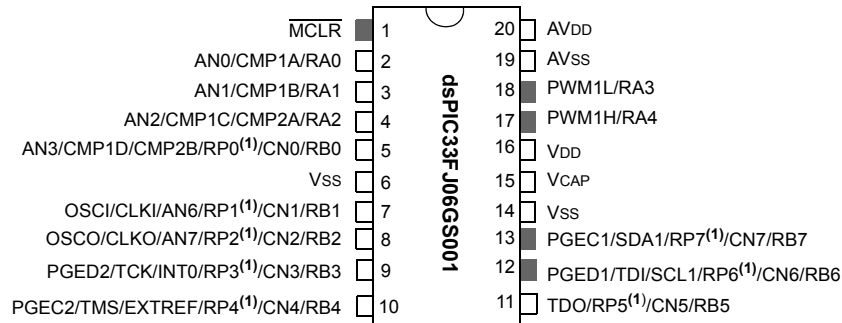 MCLR 1 20 AVDD
AN0/CMP1A/RA0 2 19 AVSS
AN1/CMP1B/RA1 3 18 PWM1L/RA3
AN2/CMP1C/CMP2A/RA2 4 17 PWM1H/RA4
AN3/CMP1D/CMP2B/RP0(1)/CN0/RB0 5 16 VDD
VSS 6 15 VCAP
OSCI/CLKI/AN6/RP1(1)/CN1/RB1 7 14 VSS
OSCO/CLKO/AN7/RP2(1)/CN2/RB2 8 13 PGEC1/SDA1/RP7(1)/CN7/RB7
PGED2/TCK/INT0/RP3(1)/CN3/RB3 9 12 PGED1/TDI/SCL1/RP6(1)/CN6/RB6
PGEC2/TMS/EXTREF/RP4(1)/CN4/RB4 10 11 TDO/RP5(1)/CN5/RB5
dsPIC33FJ06GS001